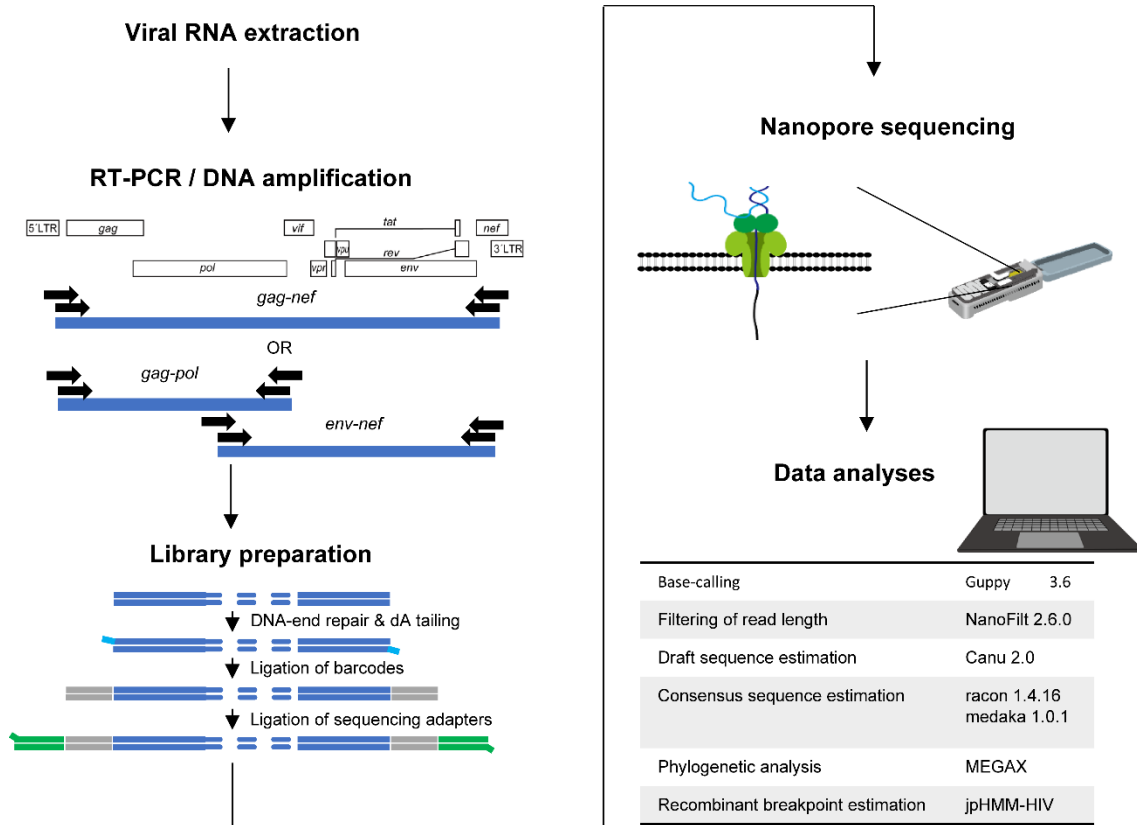 Viral RNA extraction
RT-PCR / DNA amplification
5´LTR gag vif tat nef
vpu rev 3´LTR
pol vpr env
gag-nef
OR
gag-pol
env-nef
Library preparation
DNA-end repair & dA tailing
Ligation of barcodes
Ligation of sequencing adapters
Nanopore sequencing
Data analyses
Base-calling Guppy 3.6
Filtering of read length NanoFilt 2.6.0
Draft sequence estimation Canu 2.0
Consensus sequence estimation racon 1.4.16
medaka 1.0.1
Phylogenetic analysis MEGAX
Recombinant breakpoint estimation jpHMM-HIV